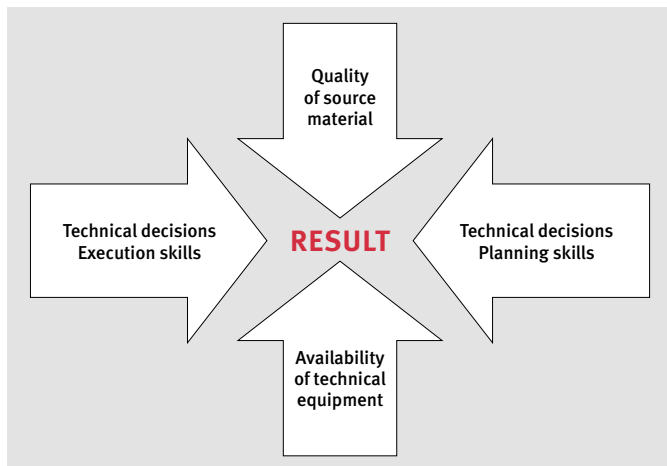 Quality
of source
material
Technical decisions
Execution skills
RESULT
Technical decisions
Planning skills
Availability
of technical
equipment